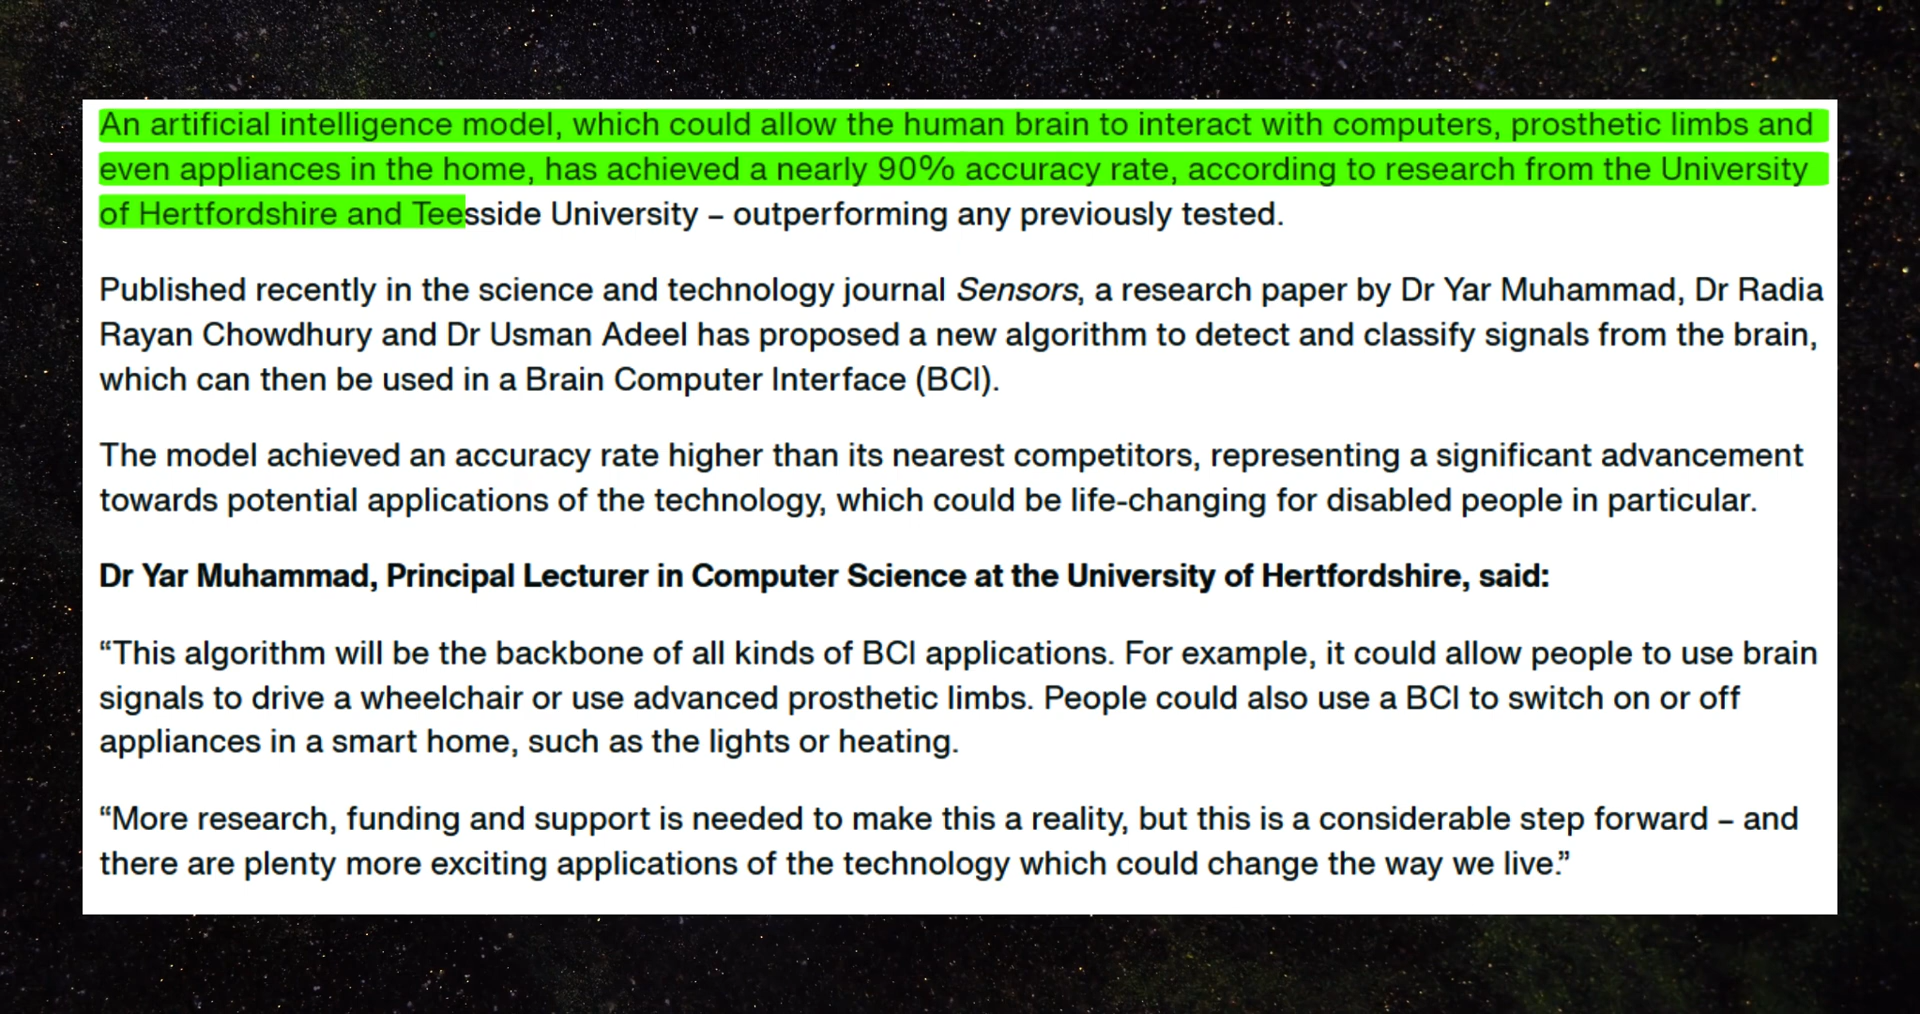 An artificial intelligence model, which could allow the human brain to interact with computers, prosthetic limbs and
even appliances in the home, has achieved a nearly 90% accuracy rate, according to research from the University
of Hertfordshire and Teesside University – outperforming any previously tested.
Published recently in the science and technology journal Sensors, a research paper by Dr Yar Muhammad, Dr Radia
Rayan Chowdhury and Dr Usman Adeel has proposed a new algorithm to detect and classify signals from the brain,
which can then be used in a Brain Computer Interface (BCI).
The model achieved an accuracy rate higher than its nearest competitors, representing a significant advancement
towards potential applications of the technology, which could be life-changing for disabled people in particular.
Dr Yar Muhammad, Principal Lecturer in Computer Science at the University of Hertfordshire, said:
“This algorithm will be the backbone of all kinds of BCI applications. For example, it could allow people to use brain
signals to drive a wheelchair or use advanced prosthetic limbs. People could also use a BCI to switch on or off
appliances in a smart home, such as the lights or heating.
“More research, funding and support is needed to make this a reality, but this is a considerable step forward – and
there are plenty more exciting applications of the technology which could change the way we live.”